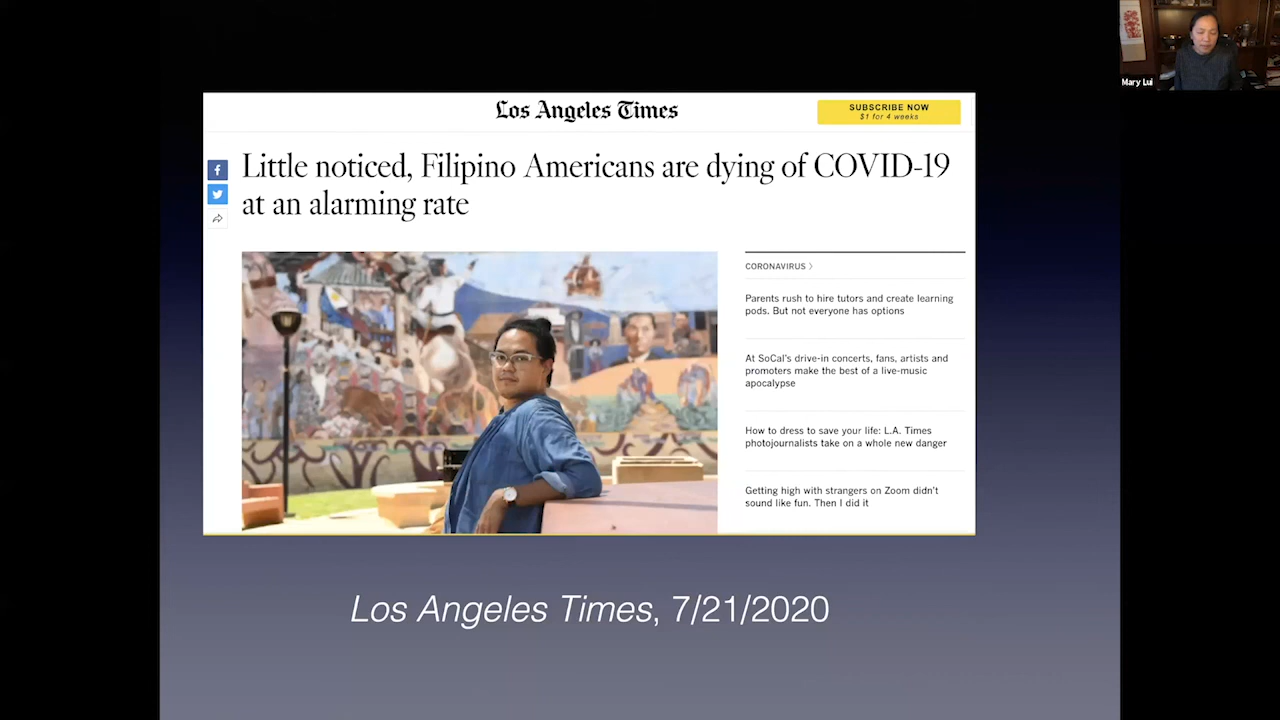 Mary Lui
Los Angeles Times
SUBSCRIBE NOW
$1 for 4 weeks
Little noticed, Filipino Americans are dying of COVID-19
at an alarming rate
CORONAVIRUS
Parents rush to hire tutors and create learning
pods. But not everyone has options
At SoCal's drive-in concerts, fans, artists and
promoters make the best of a live-music
apocalypse
How to dress to save your life: L.A. Times
photojournalists take on a whole new danger
Getting high with strangers on Zoom didn't
sound like fun. Then I did it
Los Angeles Times, 7/21/2020